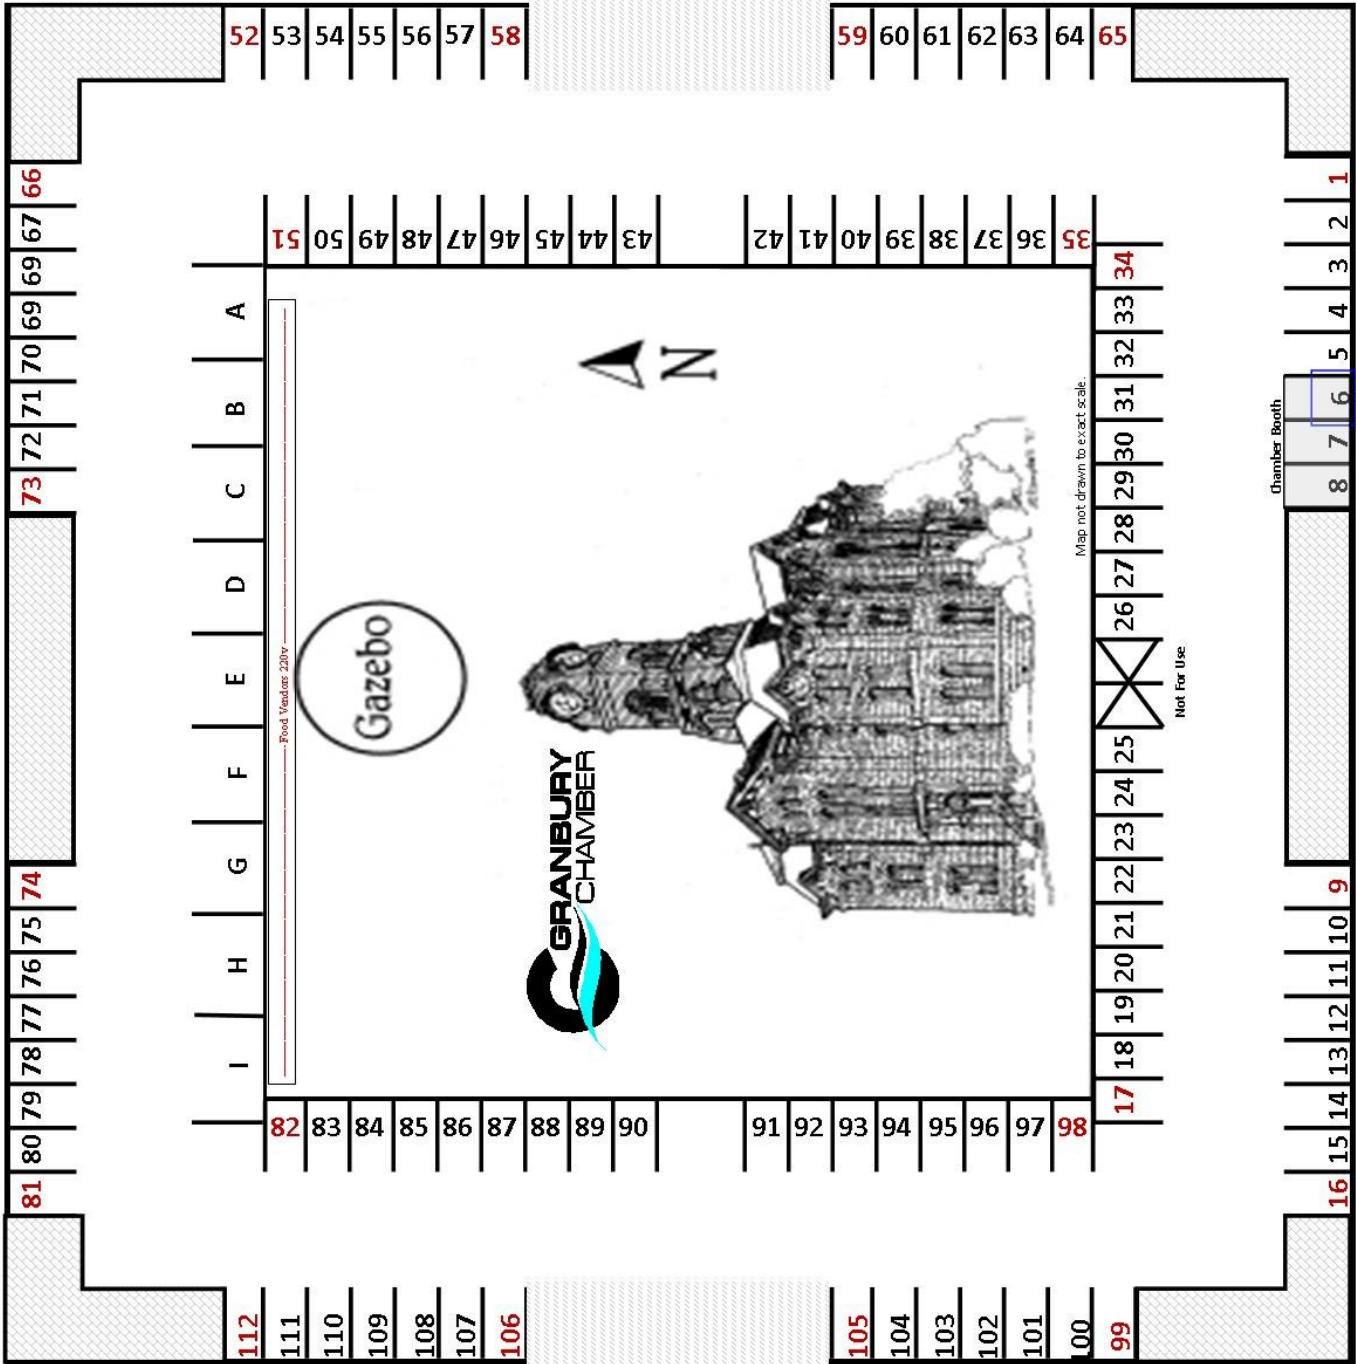 52 53 54 55 56 57 58
59 60 61 62 63 64 65
66
67
69
69
70
71
72
73
74
75
76
77
78
79
80
81
51 50 49 48 47 46 45 44 43
42 41 40 39 38 37 36 35
A
B
C
D
E
F
G
H
I
Food Vendors 220v
Gazebo
N
GRANBURY
CHAMBER
Map not drawn to exact scale.
34
33
32
31
30
29
28
27
26
25
24
23
22
21
20
19
18
17
Not For Use
Chamber Booth
1
2
3
4
5
6
7
8
9
10
11
12
13
14
15
16
82 83 84 85 86 87 88 89 90
91 92 93 94 95 96 97 98
112 111 110 109 108 107 106
105 104 103 102 101 100 99